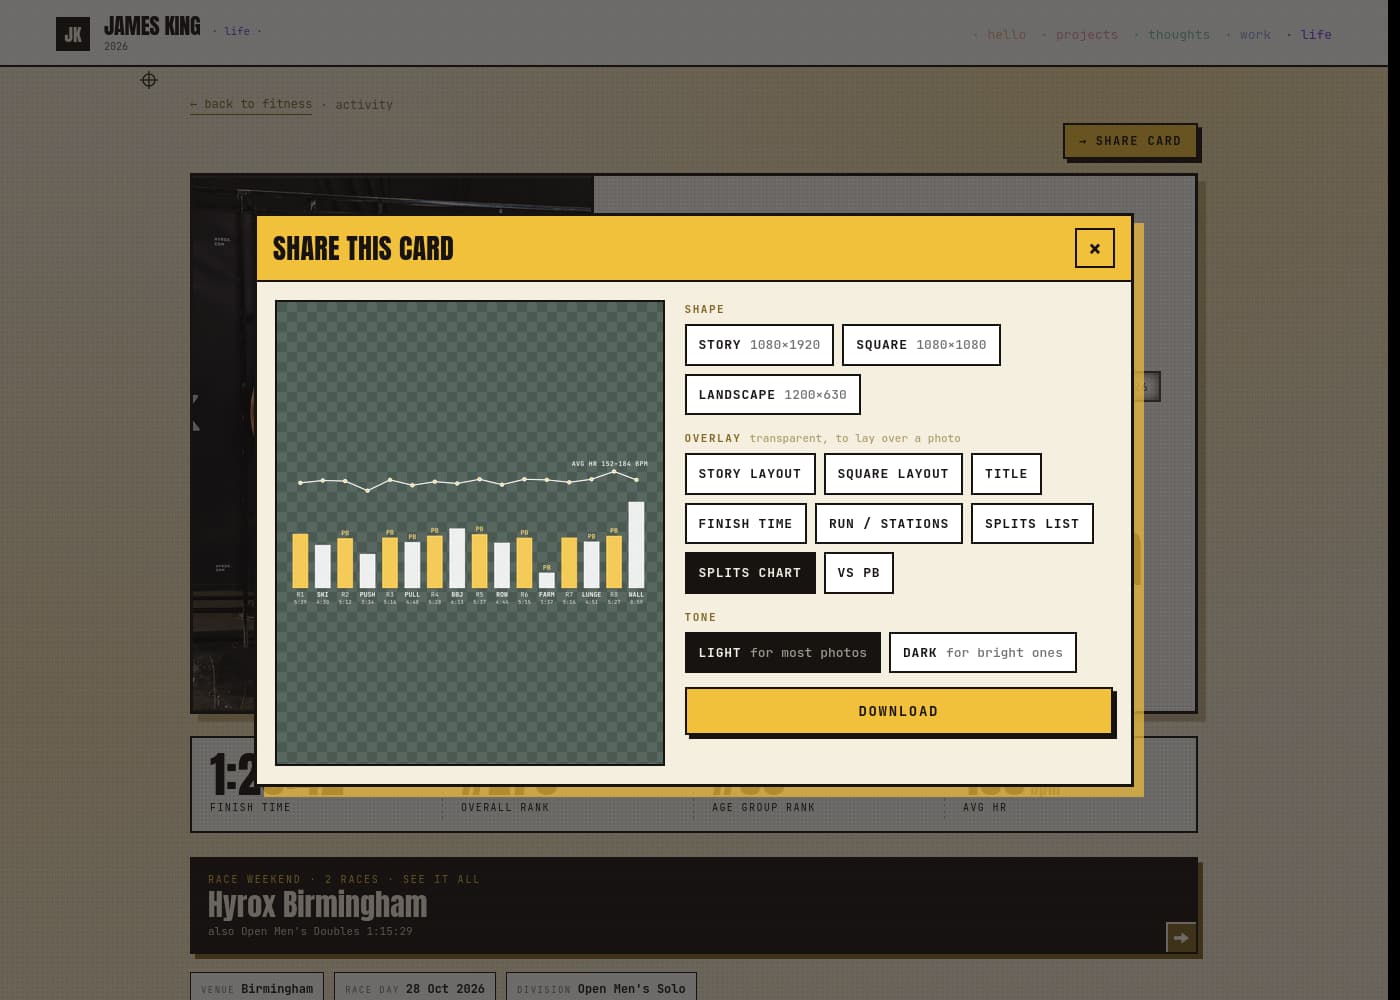 JK
JAMES KING
2026
· life ·
· hello · projects · thoughts · work · life
← back to fitness · activity
→ SHARE CARD
SHARE THIS CARD
×
SHAPE
STORY 1080×1920
SQUARE 1080×1080
LANDSCAPE 1200×630
OVERLAY transparent, to lay over a photo
STORY LAYOUT
SQUARE LAYOUT
TITLE
FINISH TIME
RUN / STATIONS
SPLITS LIST
SPLITS CHART
VS PB
TONE
LIGHT for most photos
DARK for bright ones
DOWNLOAD
AVG HR 152–184 BPM
PB PB PB PB PB PB PB PB PB
R1 SKI R2 PUSH R3 PULL R4 BBJ R5 ROW R6 FARM R7 LUNGE R8 WALL
FINISH TIME
OVERALL RANK
AGE GROUP RANK
AVG HR
RACE WEEKEND · 2 RACES · SEE IT ALL
Hyrox Birmingham
also Open Men's Doubles 1:15:29
VENUE Birmingham
RACE DAY 28 Oct 2026
DIVISION Open Men's Solo